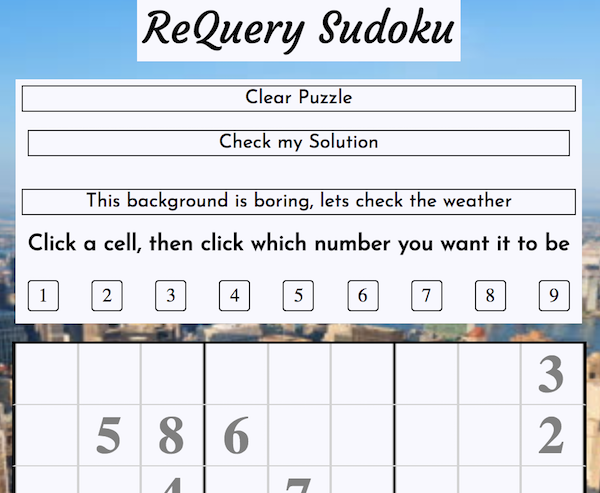 ReQuery Sudoku
Clear Puzzle
Check my Solution
This background is boring, lets check the weather
Click a cell, then click which number you want it to be
1 2 3 4 5 6 7 8 9
3
5 8 6 2
4 7